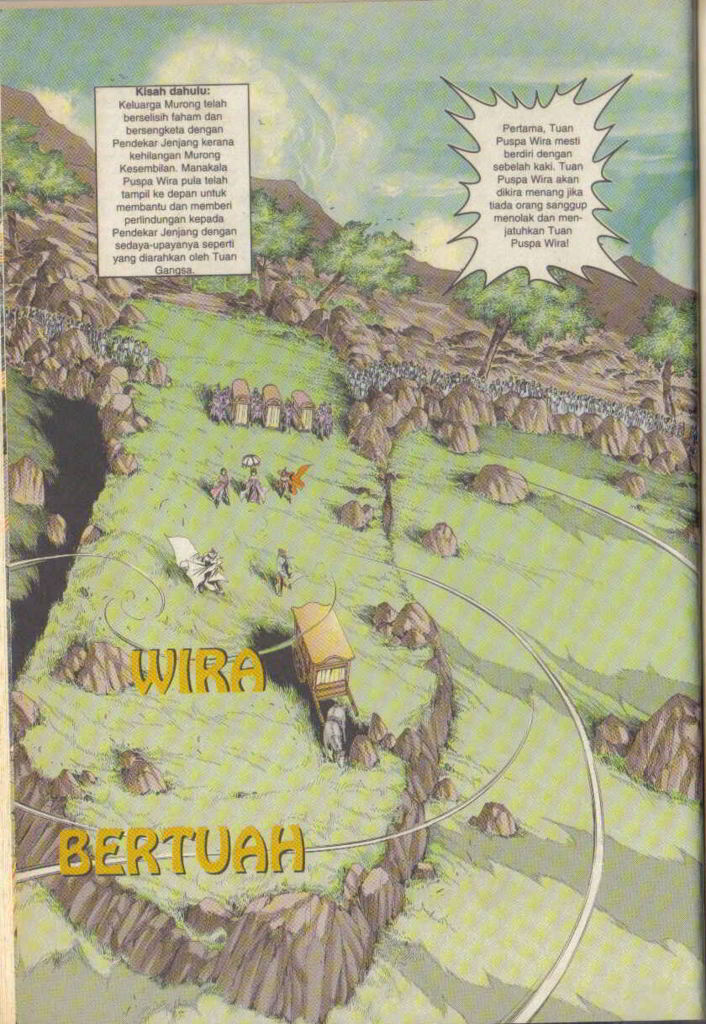 Kisah dahulu:
Keluarga Murong telah
berselisih faham dan
bersengketa dengan
Pendekar Jenjang kerana
kehilangan Murong
Kesembilan. Manakala
Puspa Wira pula telah
tampil ke depan untuk
membantu dan memberi
perlindungan kepada
Pendekar Jenjang dengan
sedaya-upayanya seperti
yang diarahkan oleh Tuan
Gangsa.
Pertama, Tuan
Puspa Wira mesti
berdiri dengan
sebelah kaki. Tuan
Puspa Wira akan
dikira menang jika
tiada orang sanggup
menolak dan men-
jatuhkan Tuan
Puspa Wira!
WIRA
BERTUAH